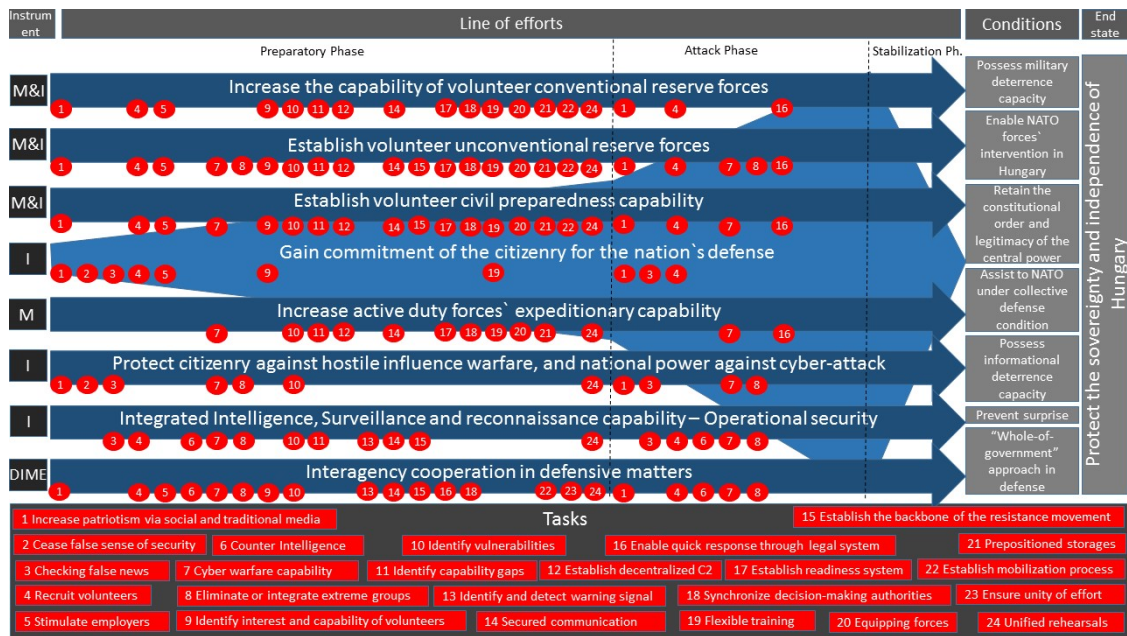 Instrum
ent
Line of efforts
Conditions
End
state
Preparatory Phase
Attack Phase
Stabilization Ph.
M&I
Increase the capability of volunteer conventional reserve forces
1 4 5 9 10 11 12 14 17 18 19 20 21 22 24 1 4 16
M&I
Establish volunteer unconventional reserve forces
1 4 5 7 8 9 10 11 12 14 15 17 18 19 20 21 22 24 1 4 7 8 16
M&I
Establish volunteer civil preparedness capability
1 4 5 7 9 10 11 12 14 15 17 18 19 20 21 22 24 1 4 7 16
I
Gain commitment of the citizenry for the nation`s defense
1 2 3 4 5 9 19 1 3 4
M
Increase active duty forces` expeditionary capability
7 10 11 12 14 17 18 19 20 21 24 7 16
I
Protect citizenry against hostile influence warfare, and national power against cyber-attack
1 2 3 7 8 10 24 1 3 7 8
I
Integrated Intelligence, Surveillance and reconnaissance capability – Operational security
3 4 6 7 8 10 11 13 14 15 24 3 4 6 7 8
DIME
Interagency cooperation in defensive matters
1 4 5 6 7 8 9 10 13 14 15 16 18 22 23 24 1 4 6 7 8
Possess military
deterrence
capacity
Enable NATO
forces`
intervention in
Hungary
Retain the
constitutional
order and
legitimacy of the
central power
Assist to NATO
under collective
defense
condition
Possess
informational
deterrence
capacity
Prevent surprise
“Whole-of-
government”
approach in
defense
Protect the sovereignty and independence of
Hungary
Tasks
1 Increase patriotism via social and traditional media
15 Establish the backbone of the resistance movement
2 Cease false sense of security
6 Counter Intelligence
10 Identify vulnerabilities
16 Enable quick response through legal system
21 Prepositioned storages
3 Checking false news
7 Cyber warfare capability
11 Identify capability gaps
12 Establish decentralized C2
17 Establish readiness system
22 Establish mobilization process
4 Recruit volunteers
8 Eliminate or integrate extreme groups
13 Identify and detect warning signal
18 Synchronize decision-making authorities
23 Ensure unity of effort
5 Stimulate employers
9 Identify interest and capability of volunteers
14 Secured communication
19 Flexible training
20 Equipping forces
24 Unified rehearsals